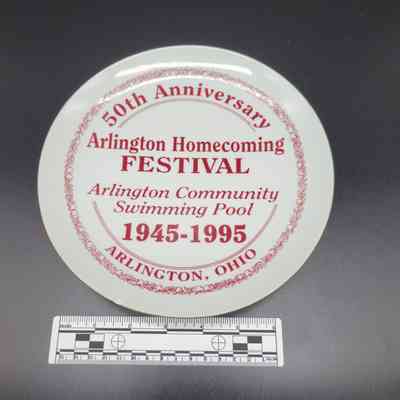 50th Anniversary
Arlington Homecoming
FESTIVAL
Arlington Community
Swimming Pool
1945-1995
ARLINGTON, OHIO